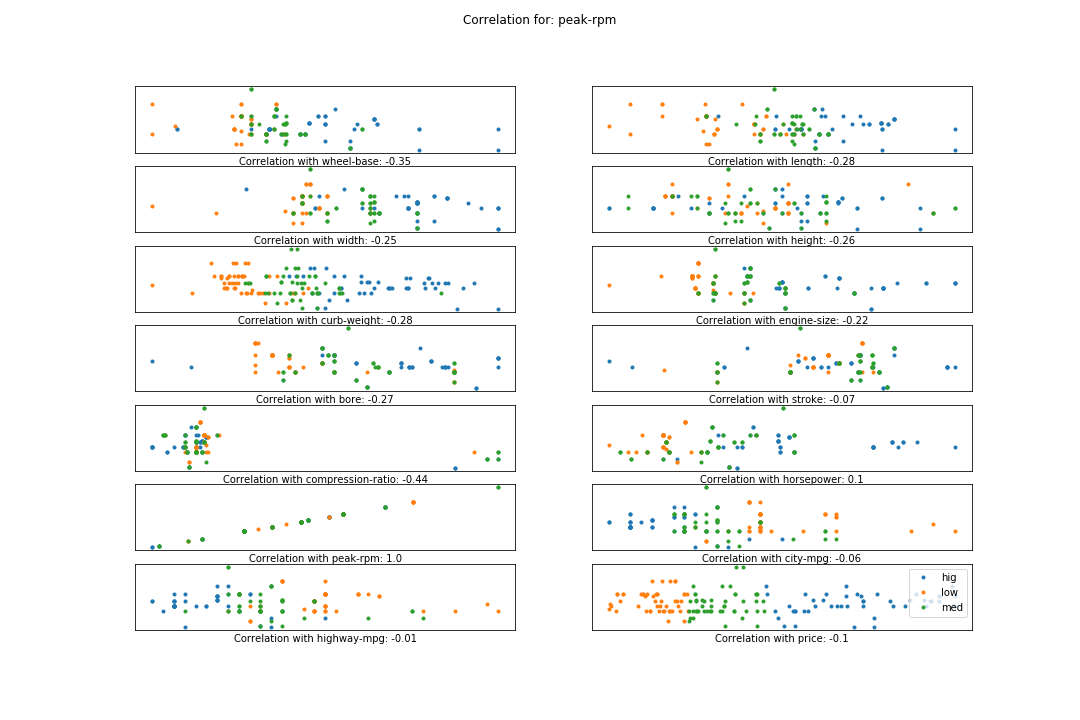 Correlation for: peak-rpm
Correlation with wheel-base: -0.35
Correlation with length: -0.28
Correlation with width: -0.25
Correlation with height: -0.26
Correlation with curb-weight: -0.28
Correlation with engine-size: -0.22
Correlation with bore: -0.27
Correlation with stroke: -0.07
Correlation with compression-ratio: -0.44
Correlation with horsepower: 0.1
Correlation with peak-rpm: 1.0
Correlation with city-mpg: -0.06
hig
low
med
Correlation with highway-mpg: -0.01
Correlation with price: -0.1